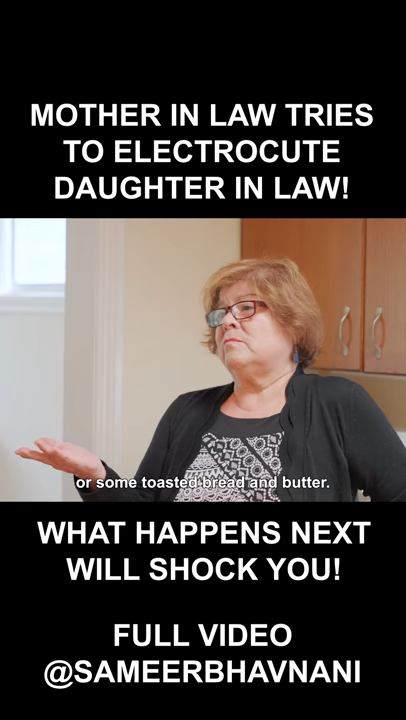 MOTHER IN LAW TRIES
TO ELECTROCUTE
DAUGHTER IN LAW!
or some toasted bread and butter.
WHAT HAPPENS NEXT
WILL SHOCK YOU!
FULL VIDEO
@SAMEERBHAVNANI